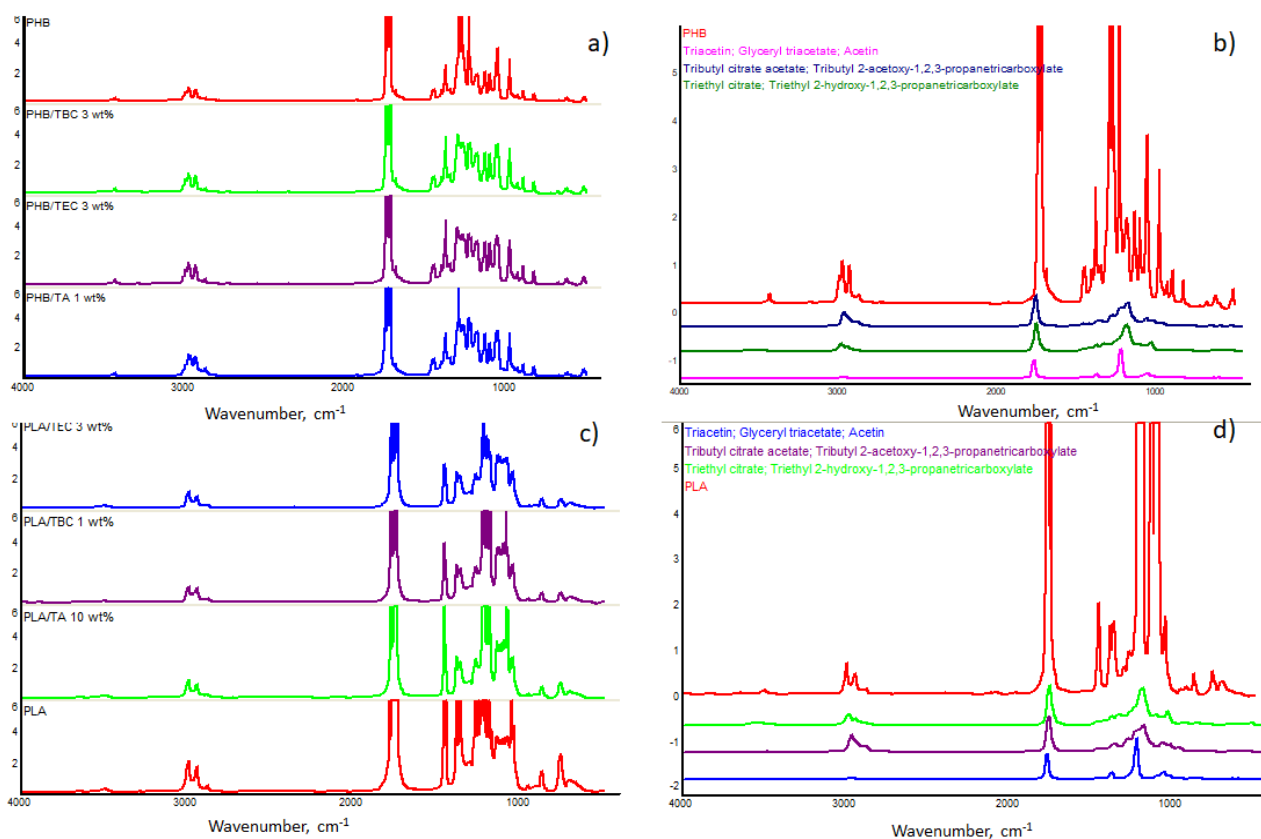 a)
6
PHB
4
2
PHB/TBC 3 wt%
4
2
PHB/TEC 3 wt%
4
2
PHB/TA 1 wt%
4
2
4000 3000 2000 1000
Wavenumber, cm-1
b)
PHB
Triacetin; Glyceryl triacetate; Acetin
Tributyl citrate acetate; Tributyl 2-acetoxy-1,2,3-propanetricarboxylate
Triethyl citrate; Triethyl 2-hydroxy-1,2,3-propanetricarboxylate
5
4
3
2
1
0
-1
4000 3000 2000 1000
Wavenumber, cm-1
c)
PLA/TEC 3 wt%
6
4
2
PLA/TBC 1 wt%
6
4
2
PLA/TA 10 wt%
6
4
2
PLA
6
4
2
4000 3000 2000 1000
Wavenumber, cm-1
d)
Triacetin; Glyceryl triacetate; Acetin
Tributyl citrate acetate; Tributyl 2-acetoxy-1,2,3-propanetricarboxylate
Triethyl citrate; Triethyl 2-hydroxy-1,2,3-propanetricarboxylate
PLA
6
5
4
3
2
1
0
-1
-2
4000 3000 2000 1000
Wavenumber, cm-1